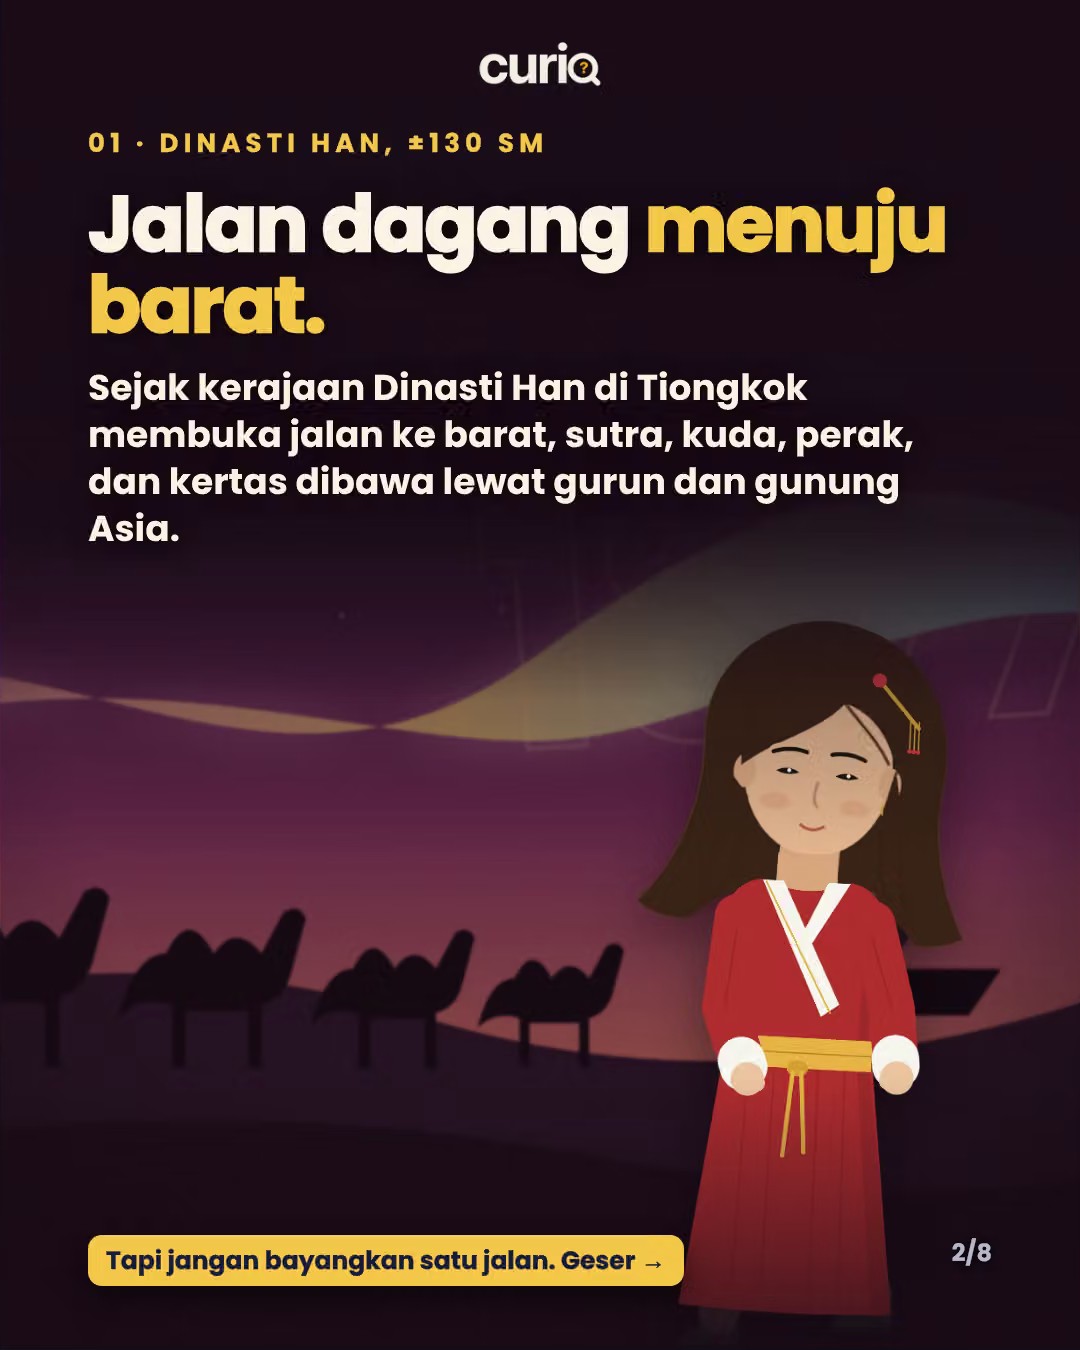 curio
01 · DINASTI HAN, ±130 SM
Jalan dagang menuju
barat.
Sejak kerajaan Dinasti Han di Tiongkok
membuka jalan ke barat, sutra, kuda, perak,
dan kertas dibawa lewat gurun dan gunung
Asia.
Tapi jangan bayangkan satu jalan. Geser →
2/8